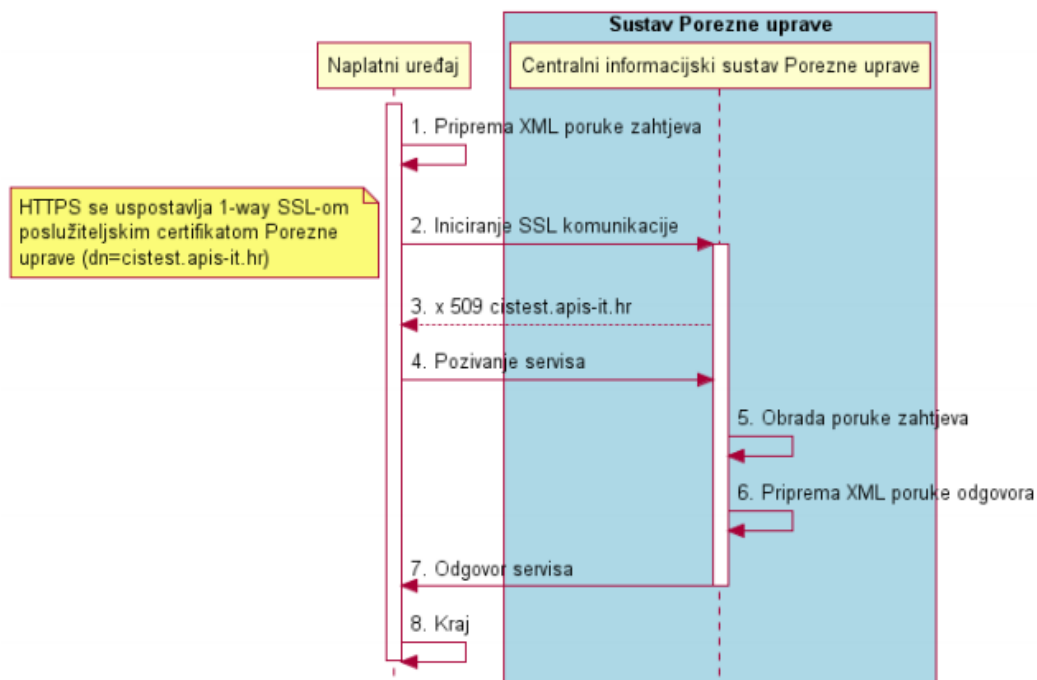 Sustav Porezne uprave
Naplatni uređaj
Centralni informacijski sustav Porezne uprave
1. Priprema XML poruke zahtjeva
HTTPS se uspostavlja 1-way SSL-om
poslužiteljskim certifikatom Porezne
uprave (dn=cistest.apis-it.hr)
2. Iniciranje SSL komunikacije
3. x 509 cistest.apis-it.hr
4. Pozivanje servisa
5. Obrada poruke zahtjeva
6. Priprema XML poruke odgovora
7. Odgovor servisa
8. Kraj